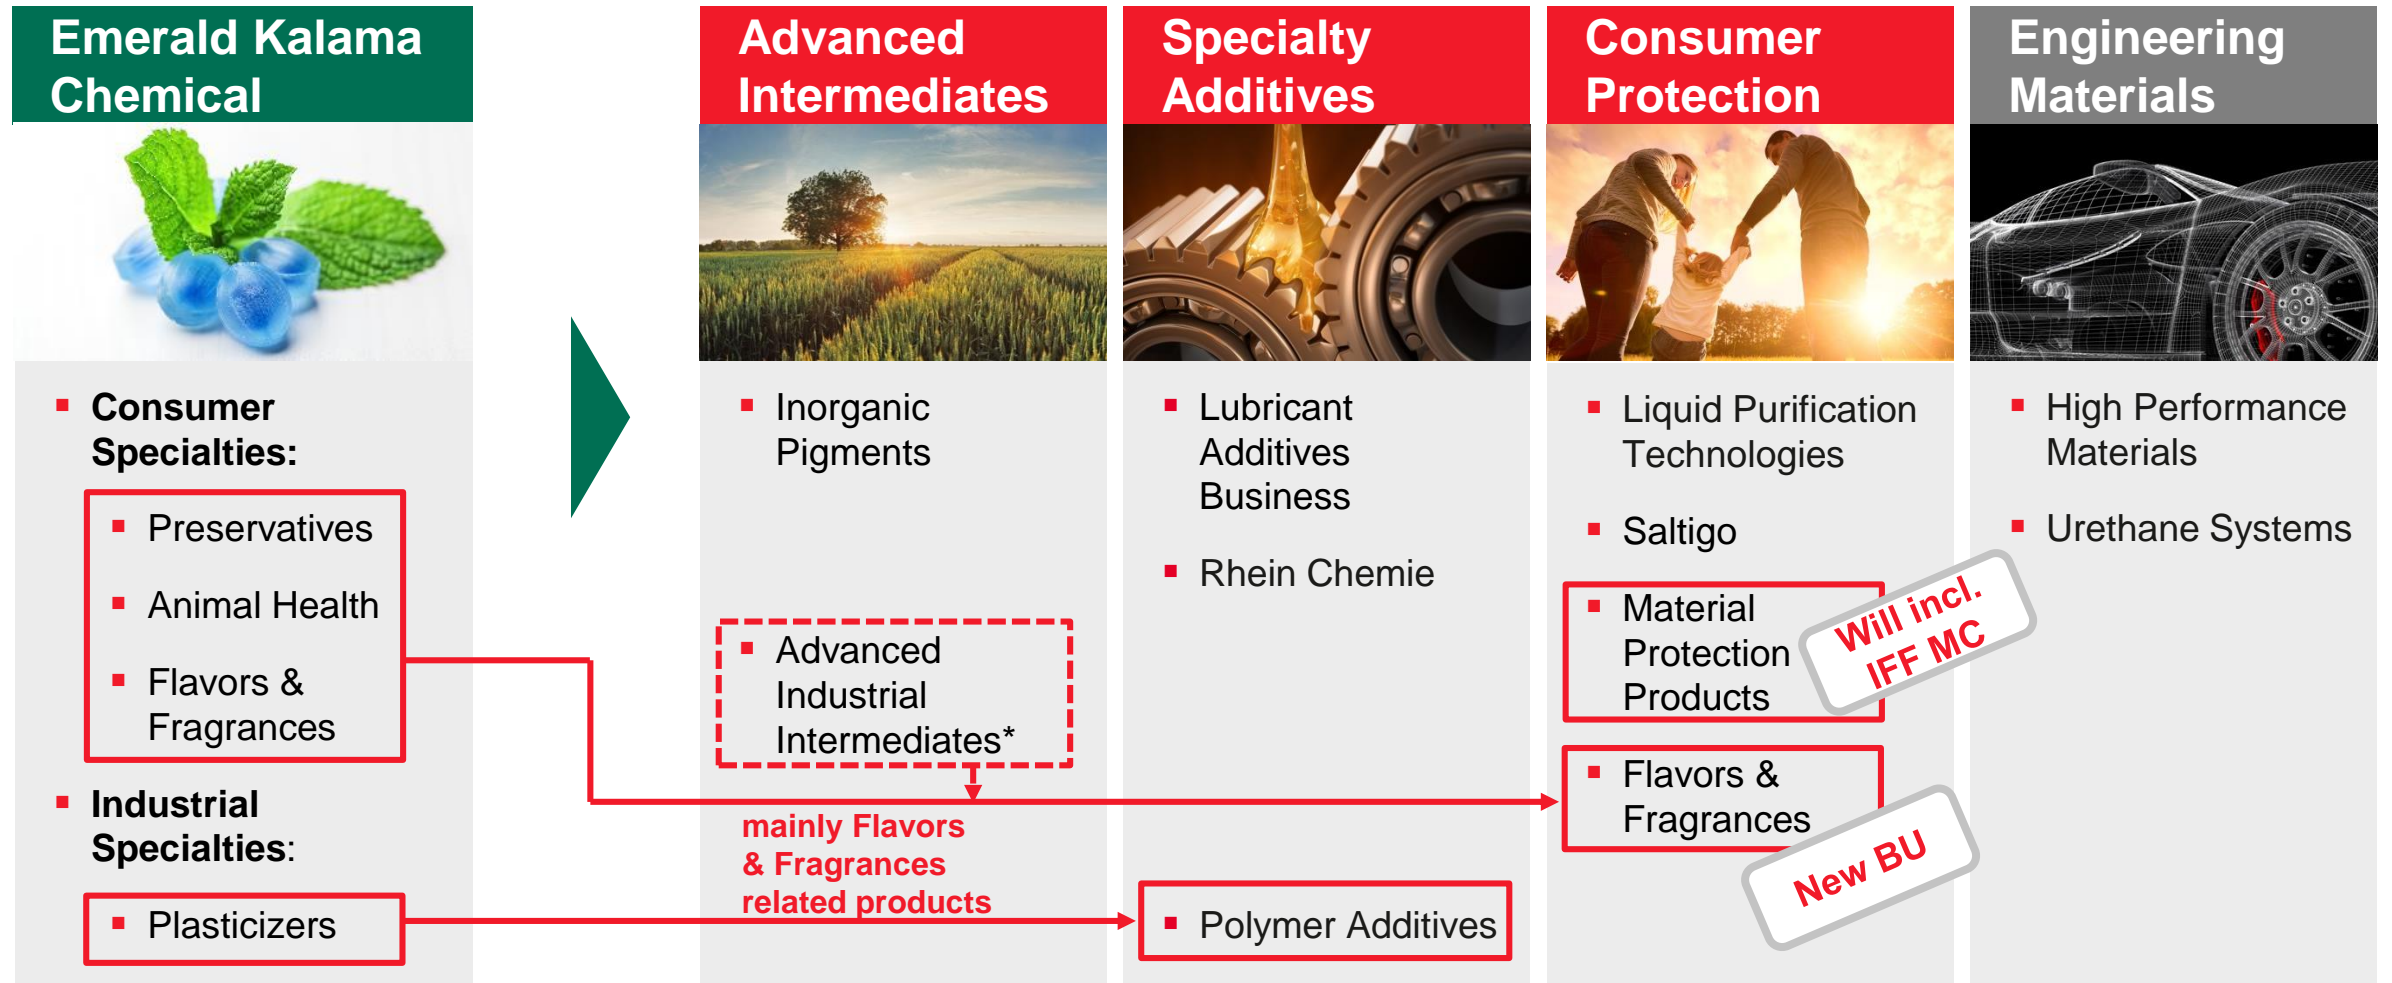 Emerald Kalama
Chemical
Consumer
Specialties:
Preservatives
Animal Health
Flavors &
Fragrances
Industrial
Specialties:
Plasticizers
Advanced
Intermediates
Inorganic
Pigments
Advanced
Industrial
Intermediates*
mainly Flavors
& Fragrances
related products
Specialty
Additives
Lubricant
Additives
Business
Rhein Chemie
Polymer Additives
Consumer
Protection
Liquid Purification
Technologies
Saltigo
Material
Protection
Products
Will incl.
IFF MC
Flavors &
Fragrances
New BU
Engineering
Materials
High Performance
Materials
Urethane Systems